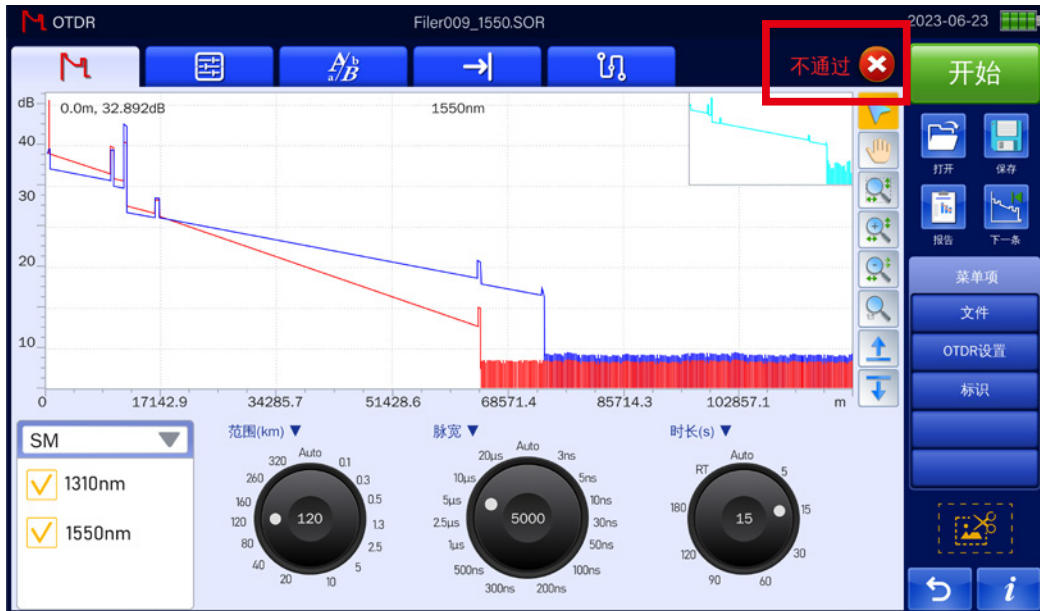 OTDR
Filer009_1550.SOR
2023-06-23
A/B
a/b
不通过
开始
dB
0.0m, 32.892dB
1550nm
40
30
20
10
0
17142.9
34285.7
51428.6
68571.4
85714.3
102857.1
m
打开
保存
报告
下一条
菜单项
文件
OTDR设置
标识
SM
1310nm
1550nm
范围(km)
Auto
0.1
0.3
0.5
1.3
2.5
5
10
20
40
80
120
160
260
320
120
脉宽
Auto
3ns
5ns
10ns
30ns
50ns
100ns
200ns
300ns
500ns
1μs
2.5μs
5μs
10μs
20μs
5000
时长(s)
Auto
5
15
30
60
90
120
180
RT
15
i